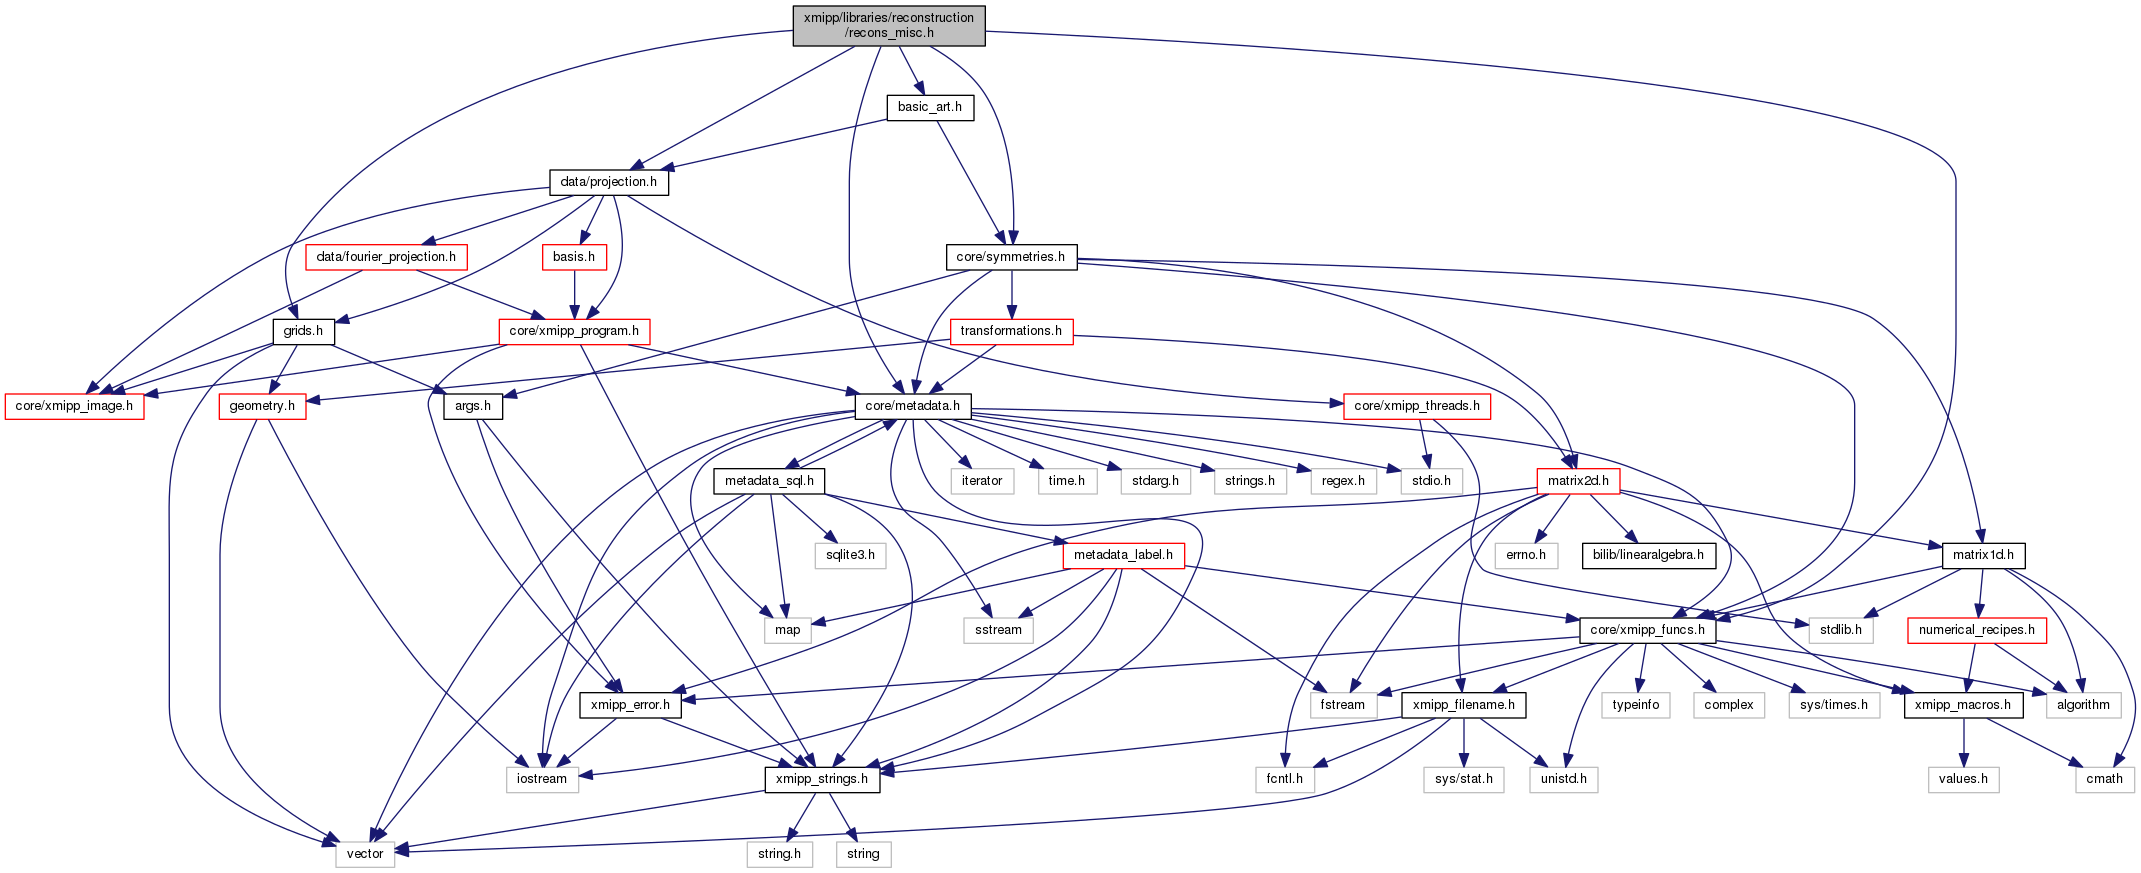 xmipp/libraries/reconstruction
/recons_misc.h
basic_art.h
data/projection.h
data/fourier_projection.h
basis.h
core/symmetries.h
grids.h
core/xmipp_program.h
transformations.h
core/xmipp_image.h
geometry.h
args.h
core/metadata.h
core/xmipp_threads.h
metadata_sql.h
iterator
time.h
stdarg.h
strings.h
regex.h
stdio.h
matrix2d.h
sqlite3.h
metadata_label.h
errno.h
bilib/linearalgebra.h
matrix1d.h
map
sstream
core/xmipp_funcs.h
stdlib.h
numerical_recipes.h
xmipp_error.h
fstream
xmipp_filename.h
typeinfo
complex
sys/times.h
xmipp_macros.h
algorithm
iostream
xmipp_strings.h
fcntl.h
sys/stat.h
unistd.h
values.h
cmath
vector
string.h
string